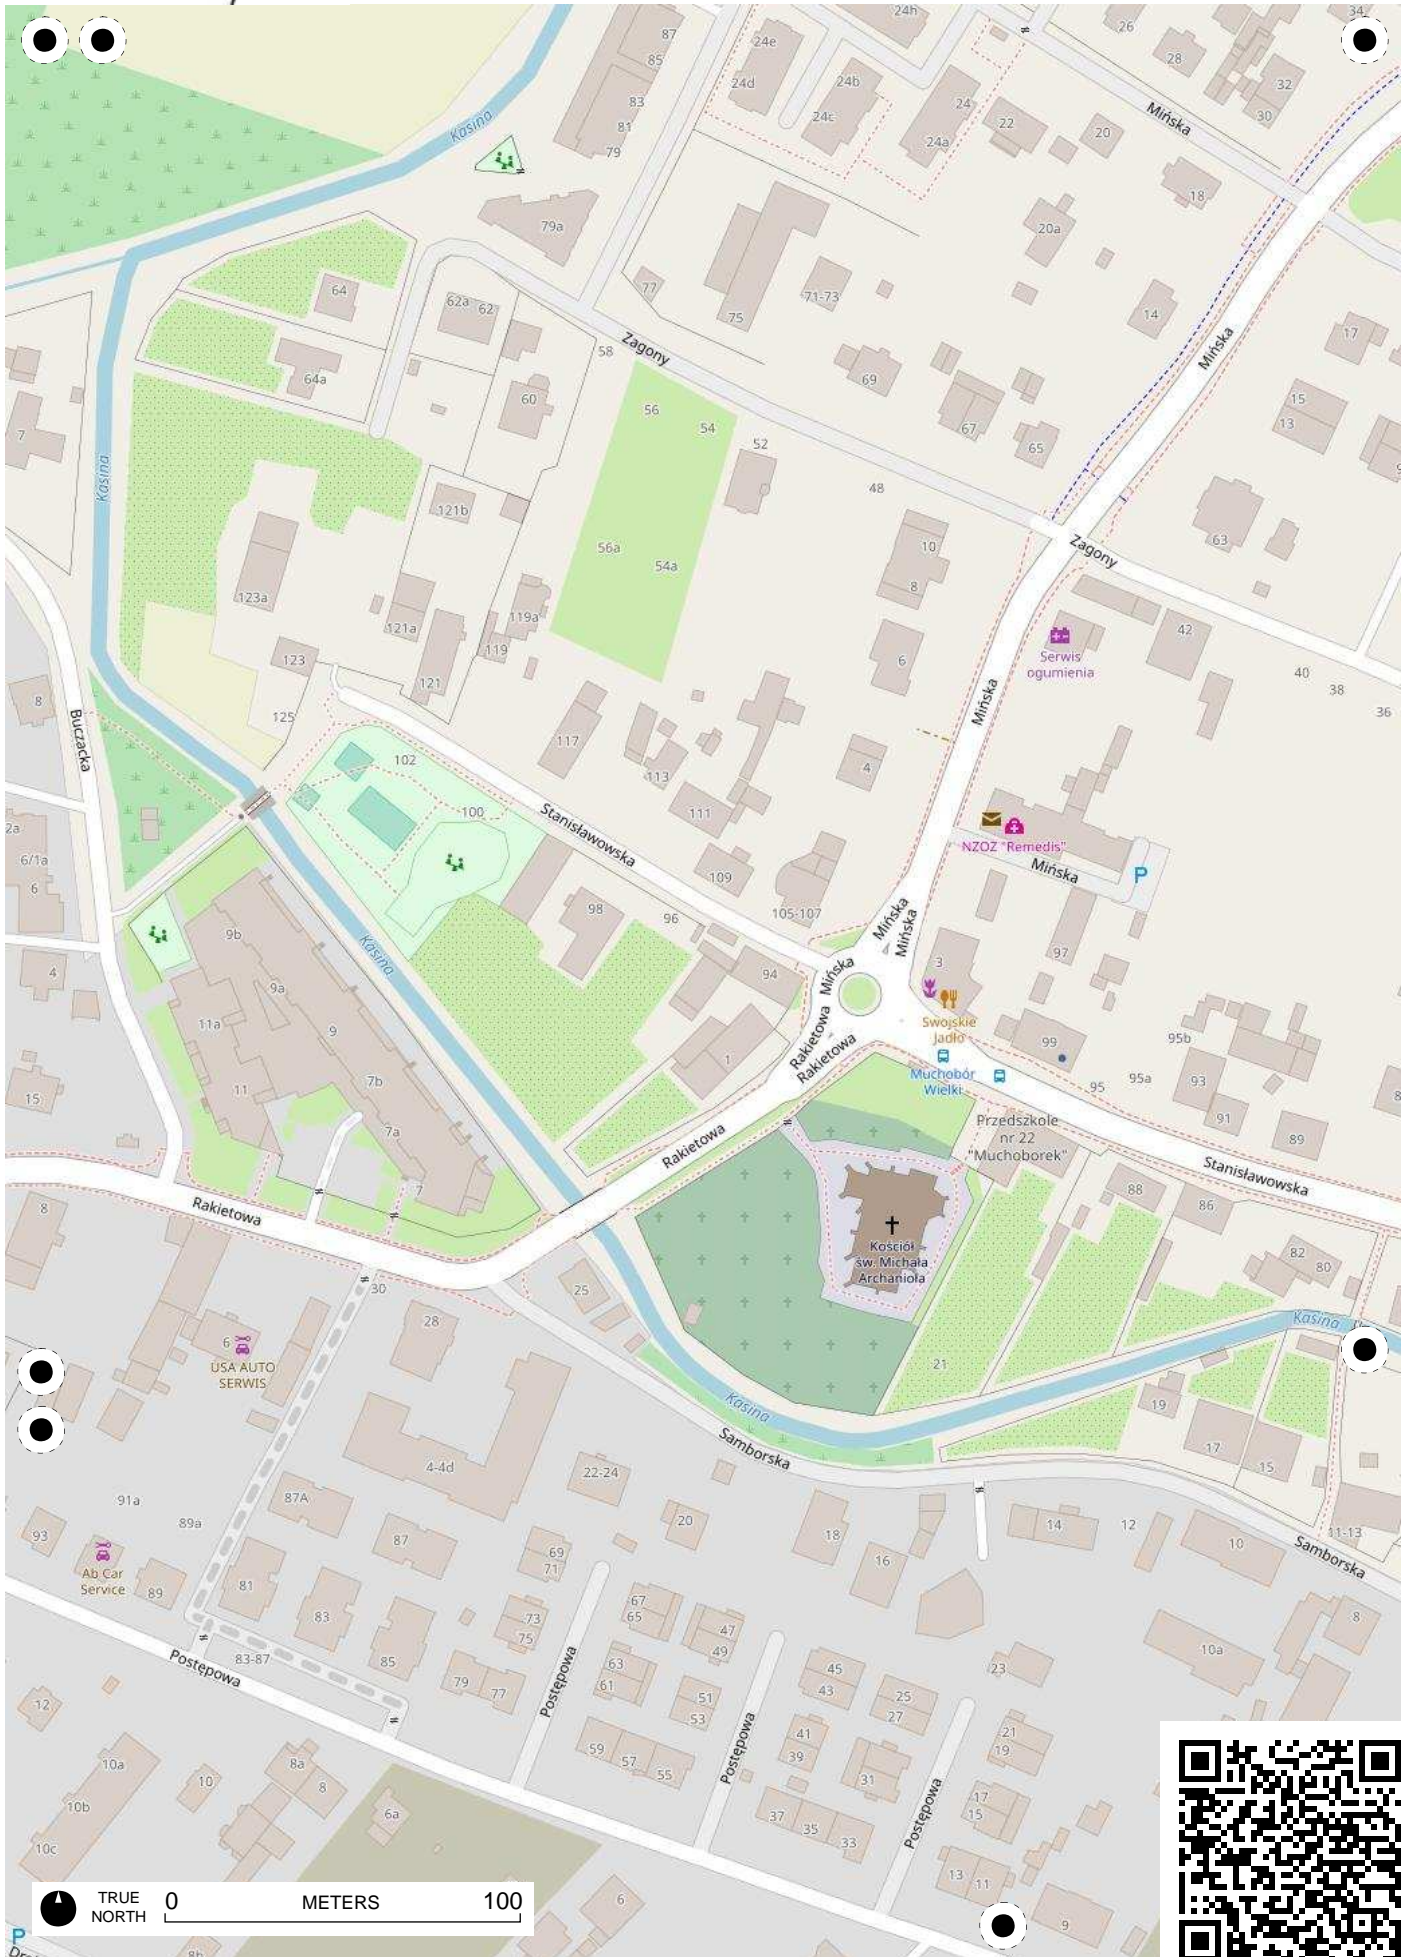 24h
34
87
24e
26
85
28
24d
24b
32
83
24
Mińska
30
24c
22
81
20
Kasina
24a
79
18
79a
20a
64
77
62a
62
71-73
75
14
17
Zagony
Mińska
58
64a
69
60
15
56
13
7
54
67
52
65
Kasina
48
121b
63
56a
10
Zagony
54a
8
123a
119a
121a
42
119
6
Serwis
ogumienia
123
40
121
38
8
Mińska
36
125
Buczacka
117
102
4
113
100
111
Stanisławowska
2a
NZOZ "Remedis"
6/1a
Mińska
P
6
109
98
96
105-107
Mińska
Mińska
9b
97
Kasina
3
4
94
Mińska
9a
Swojskie
Jadło
11a
9
Rakietowa
Rakietowa
99
95b
1
Muchobór
Wielki
7b
95a
93
95
15
11
91
Przedszkole
nr 22
"Muchoborek"
7a
89
Rakietowa
Stanisławowska
7
88
86
8
Rakietowa
Kościół
św. Michała
Archanioła
82
80
30
25
28
Kasina
6
USA AUTO
SERWIS
21
Kasina
19
Samborska
17
4-4d
22-24
15
87A
91a
89a
20
93
87
18
14
12
11-13
10
Samborska
69
71
16
Ab Car
Service
89
81
67
65
83
73
75
47
49
8
83-87
85
10a
Postępowa
63
61
79
77
Postępowa
45
43
23
51
53
25
27
12
41
39
21
19
59
57
55
Postępowa
10a
8a
10
8
31
10b
6a
37
35
33
17
15
Postępowa
10c
13
11
TRUE
NORTH
0
METERS
100
6
9
P
8b